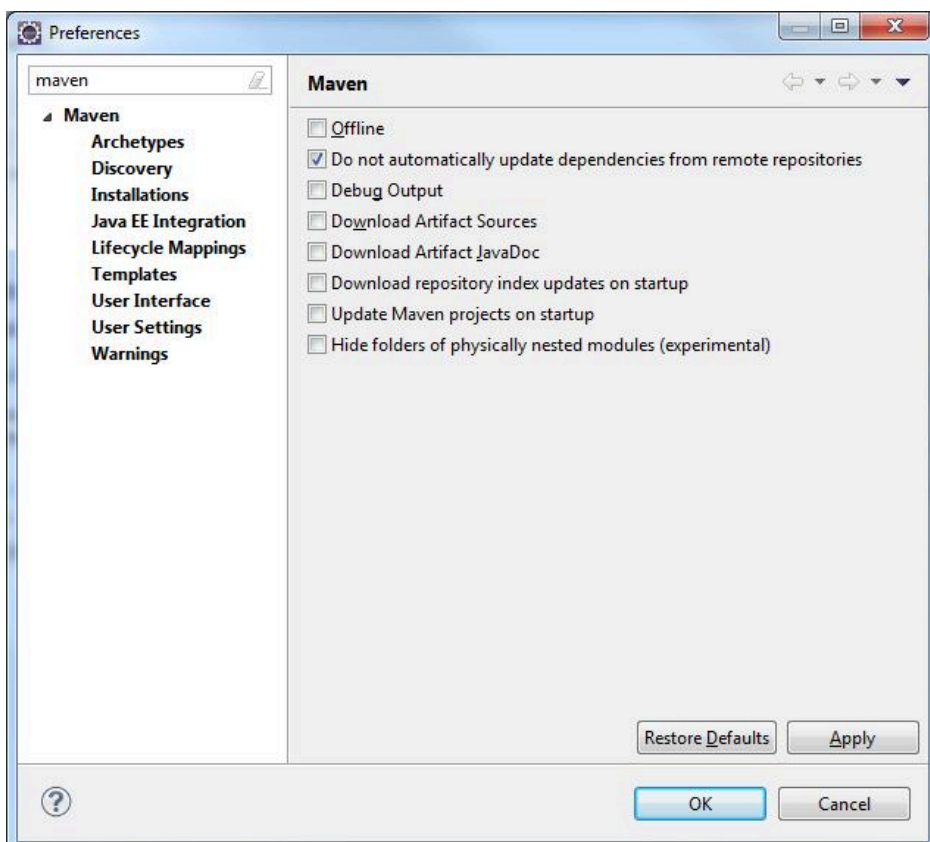 Preferences
maven
Maven
Archetypes
Discovery
Installations
Java EE Integration
Lifecycle Mappings
Templates
User Interface
User Settings
Warnings
Maven
Offline
Do not automatically update dependencies from remote repositories
Debug Output
Download Artifact Sources
Download Artifact JavaDoc
Download repository index updates on startup
Update Maven projects on startup
Hide folders of physically nested modules (experimental)
Restore Defaults
Apply
?
OK
Cancel